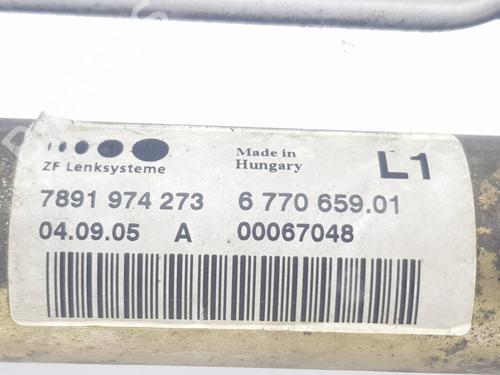 ZF Lenksysteme
Made in
Hungary
L1
7891 974 273 6 770 659.01
04.09.05 A 00067048